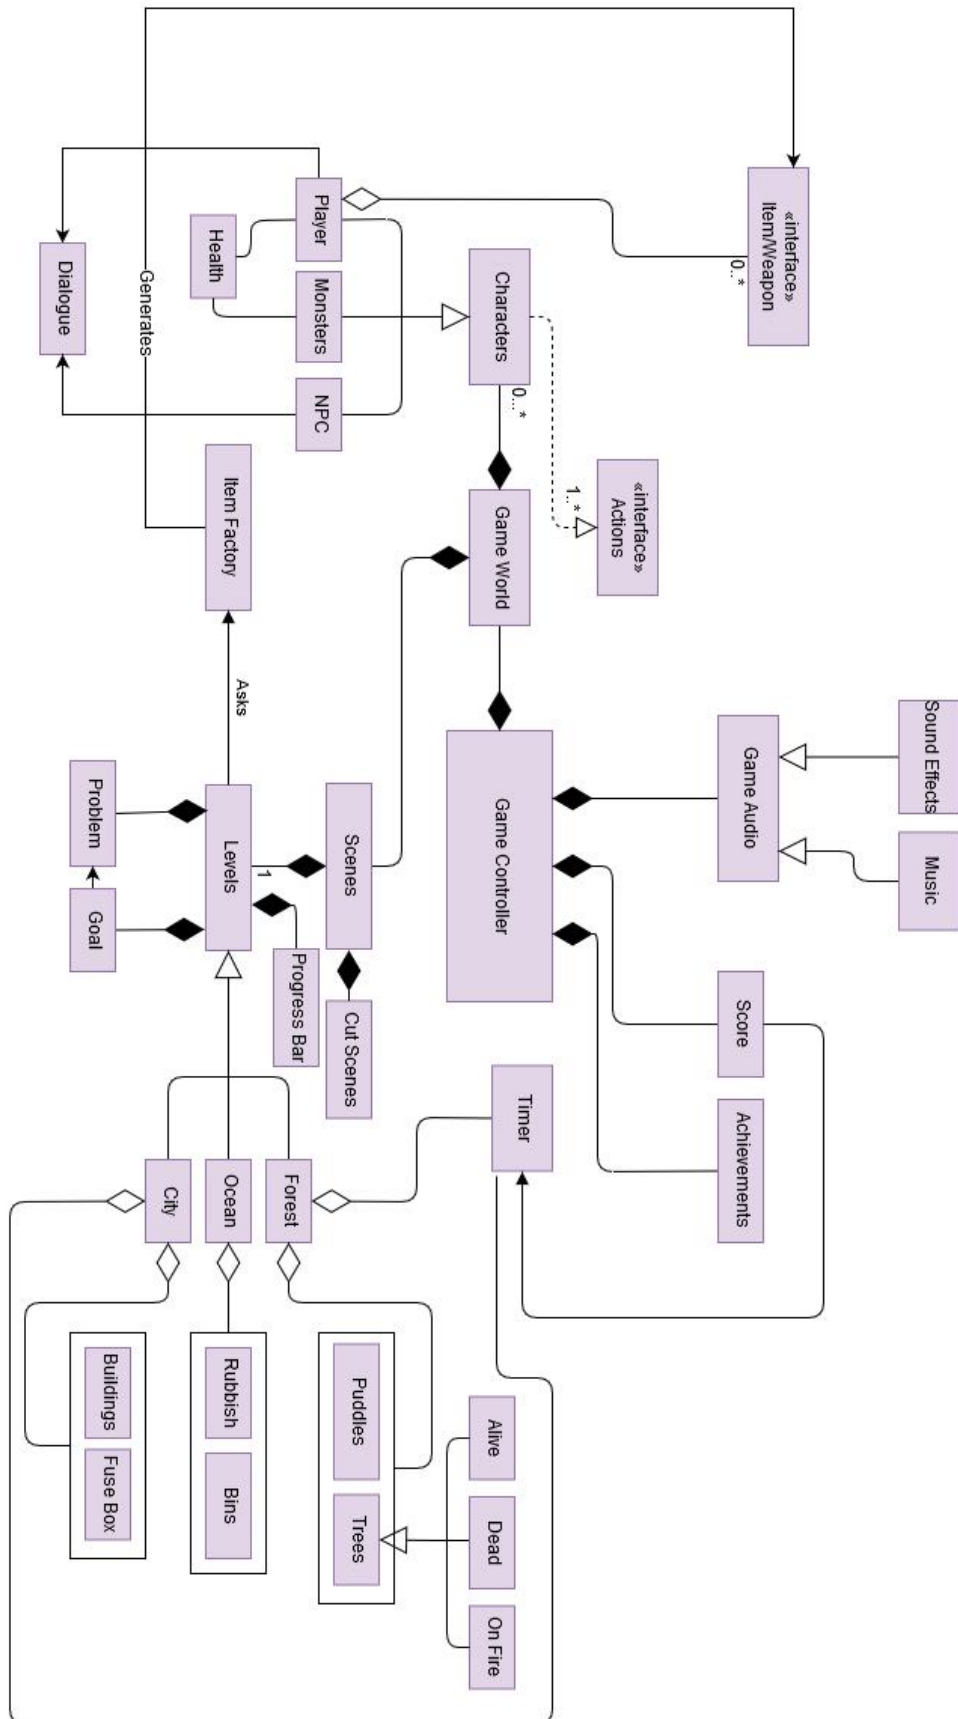 «interface»
Item/Weapon
0..*
Player
Health
Monsters
NPC
Dialogue
Generates
Characters
0...*
«interface»
Actions
1..*
Game World
Item Factory
Asks
Sound Effects
Music
Game Audio
Game Controller
Score
Achievements
Timer
Scenes
Cut Scenes
1
Levels
Progress Bar
Problem
Goal
Forest
Ocean
City
Alive
Dead
On Fire
Puddles
Trees
Rubbish
Bins
Buildings
Fuse Box